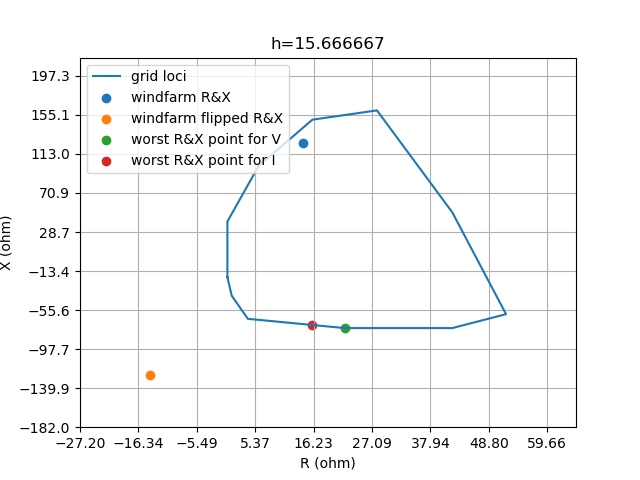 h=15.666667
grid loci
windfarm R&X
windfarm flipped R&X
worst R&X point for V
worst R&X point for I
197.3
155.1
113.0
70.9
28.7
−13.4
−55.6
−97.7
−139.9
−182.0
X (ohm)
−27.20 −16.34 −5.49 5.37 16.23 27.09 37.94 48.80 59.66
R (ohm)